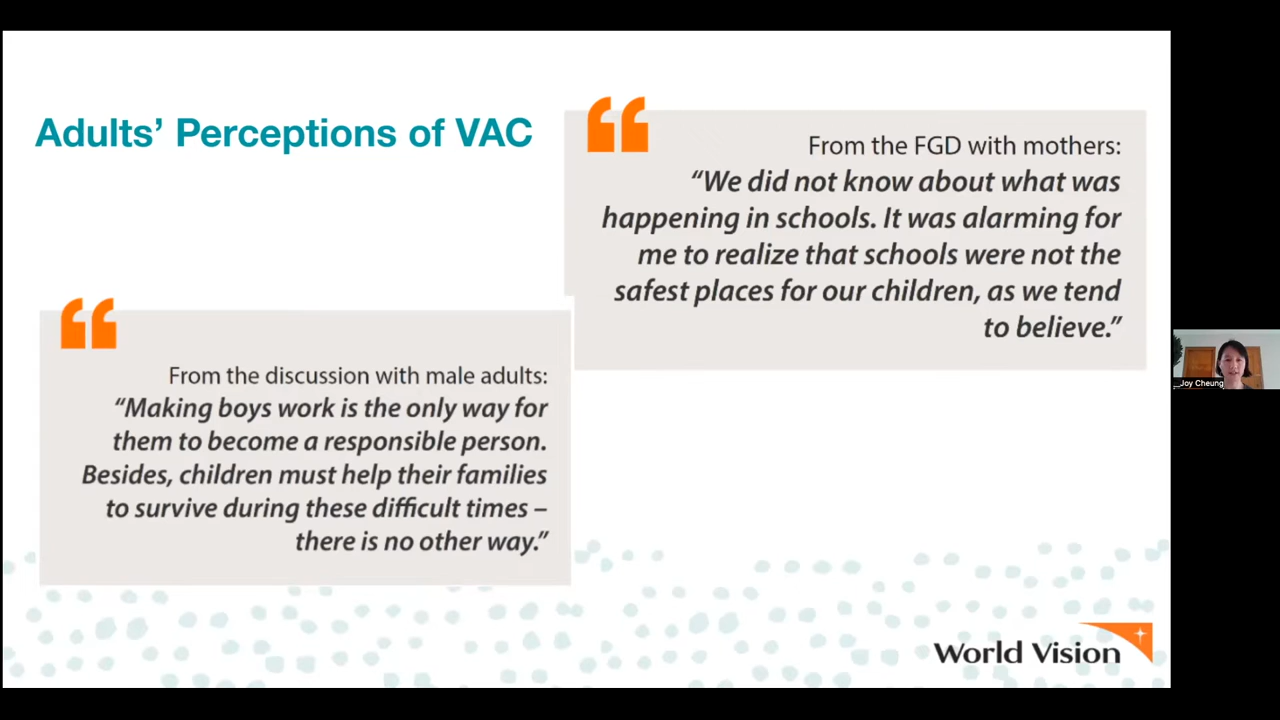 Adults’ Perceptions of VAC
From the FGD with mothers:
“We did not know about what was
happening in schools. It was alarming for
me to realize that schools were not the
safest places for our children, as we tend
to believe.”
From the discussion with male adults:
“Making boys work is the only way for
them to become a responsible person.
Besides, children must help their families
to survive during these difficult times –
there is no other way.”
World Vision
Joy Cheung